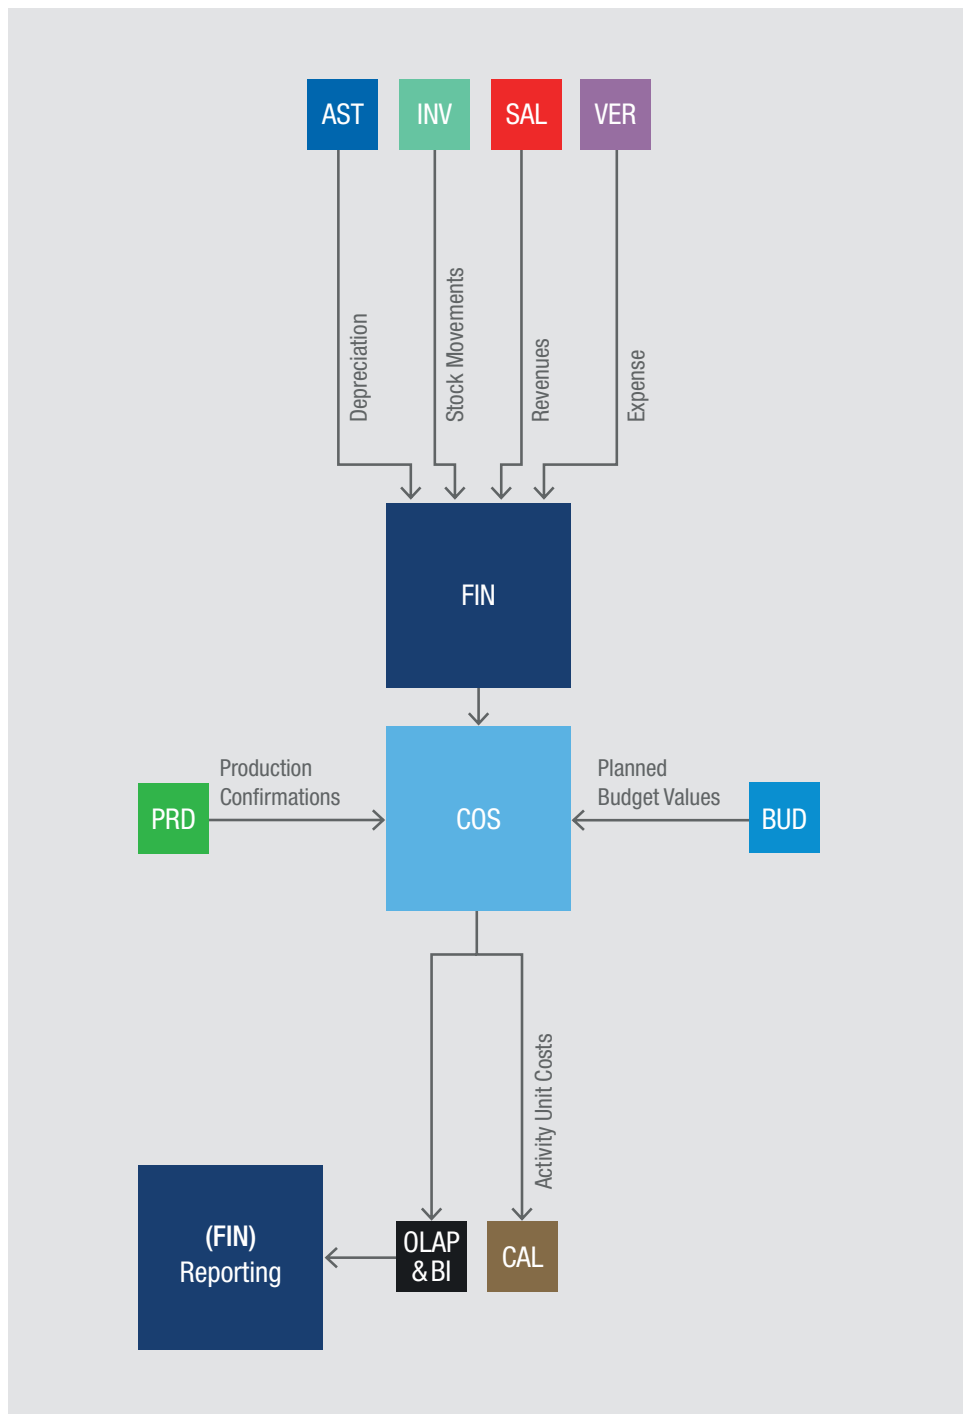 AST
INV
SAL
VER
Depreciation
Stock Movements
Revenues
Expense
FIN
Production
Confirmations
Planned
Budget Values
PRD
COS
BUD
Activity Unit Costs
(FIN)
Reporting
OLAP
& BI
CAL